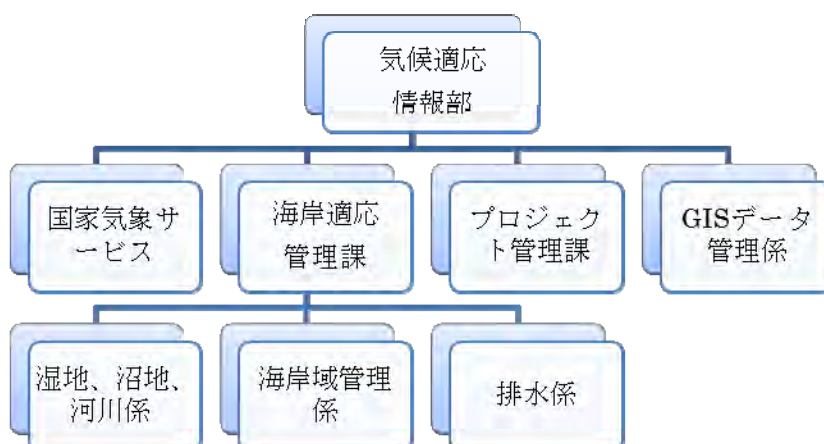 気候適応
情報部
国家気象サ
ービス
海岸適応
管理課
プロジェク
ト管理課
GISデータ
管理係
湿地、沼地、
河川係
海岸域管理
係
排水係